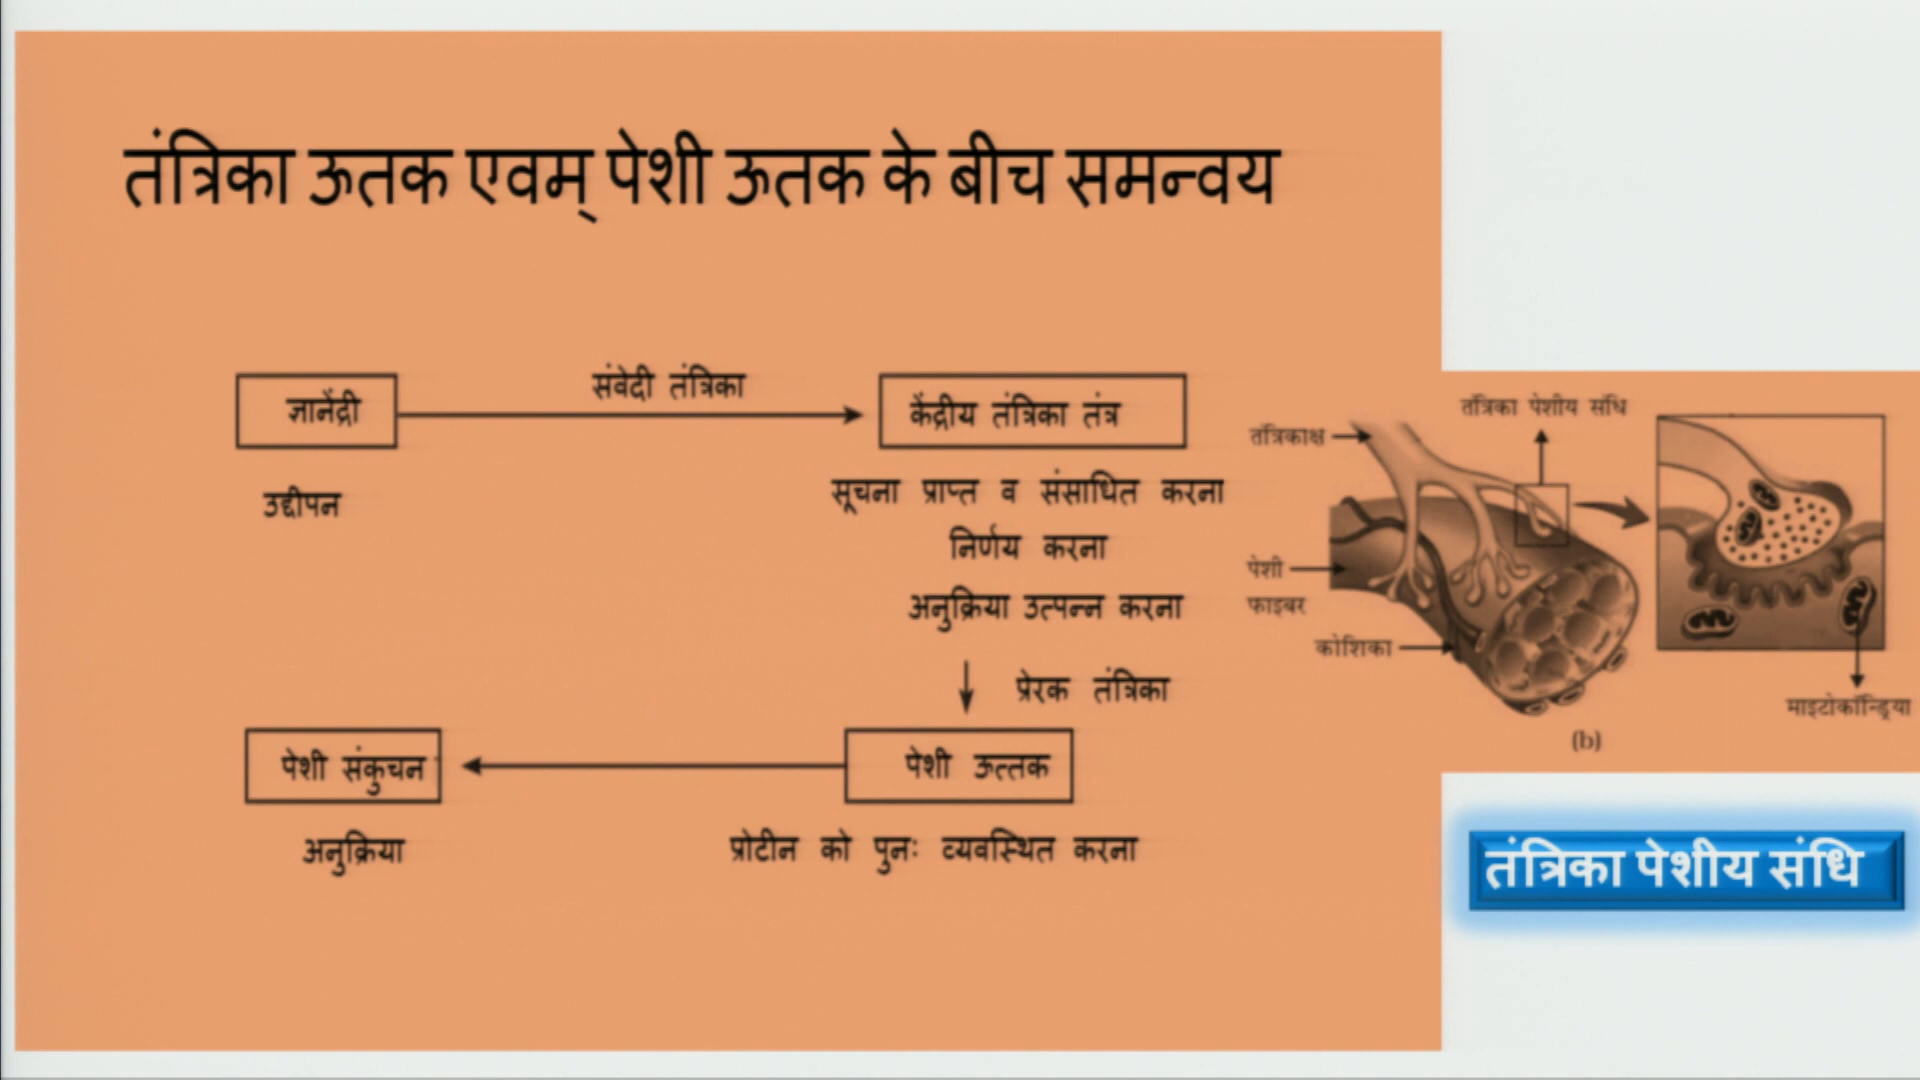 तंत्रिका ऊतक एवम् पेशी ऊतक के बीच समन्वय
ज्ञानेंद्री
संवेदी तंत्रिका
केंद्रीय तंत्रिका तंत्र
उद्दीपन
सूचना प्राप्त व संसाधित करना
निर्णय करना
अनुक्रिया उत्पन्न करना
प्रेरक तंत्रिका
पेशी संकुचन
पेशी ऊत्तक
अनुक्रिया
प्रोटीन को पुनः व्यवस्थित करना
तंत्रिका पेशीय संधि
तंत्रिकाक्ष
पेशी
फाइबर
कोशिका
माइटोकॉन्ड्रिया
(b)
तंत्रिका पेशीय संधि